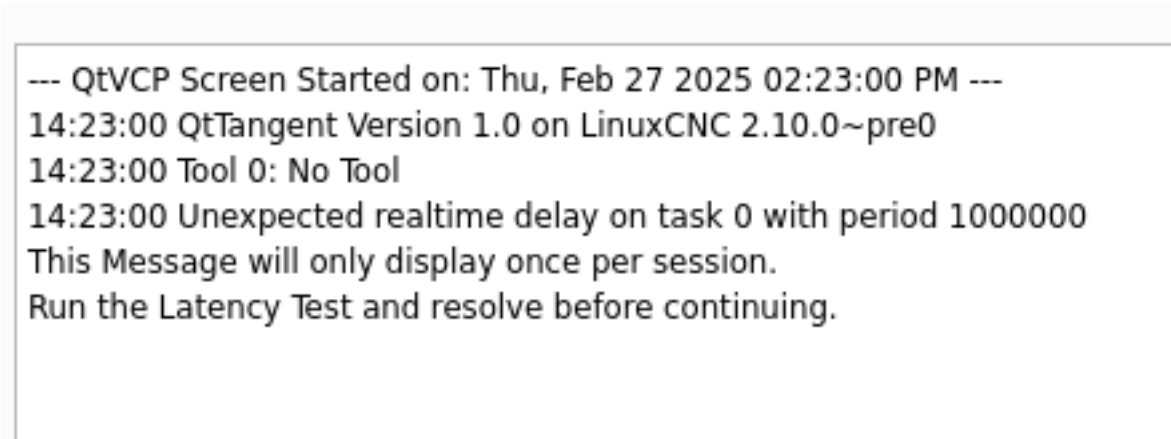 --- QtVCP Screen Started on: Thu, Feb 27 2025 02:23:00 PM ---
14:23:00 QtTangent Version 1.0 on LinuxCNC 2.10.0~pre0
14:23:00 Tool 0: No Tool
14:23:00 Unexpected realtime delay on task 0 with period 1000000
This Message will only display once per session.
Run the Latency Test and resolve before continuing.